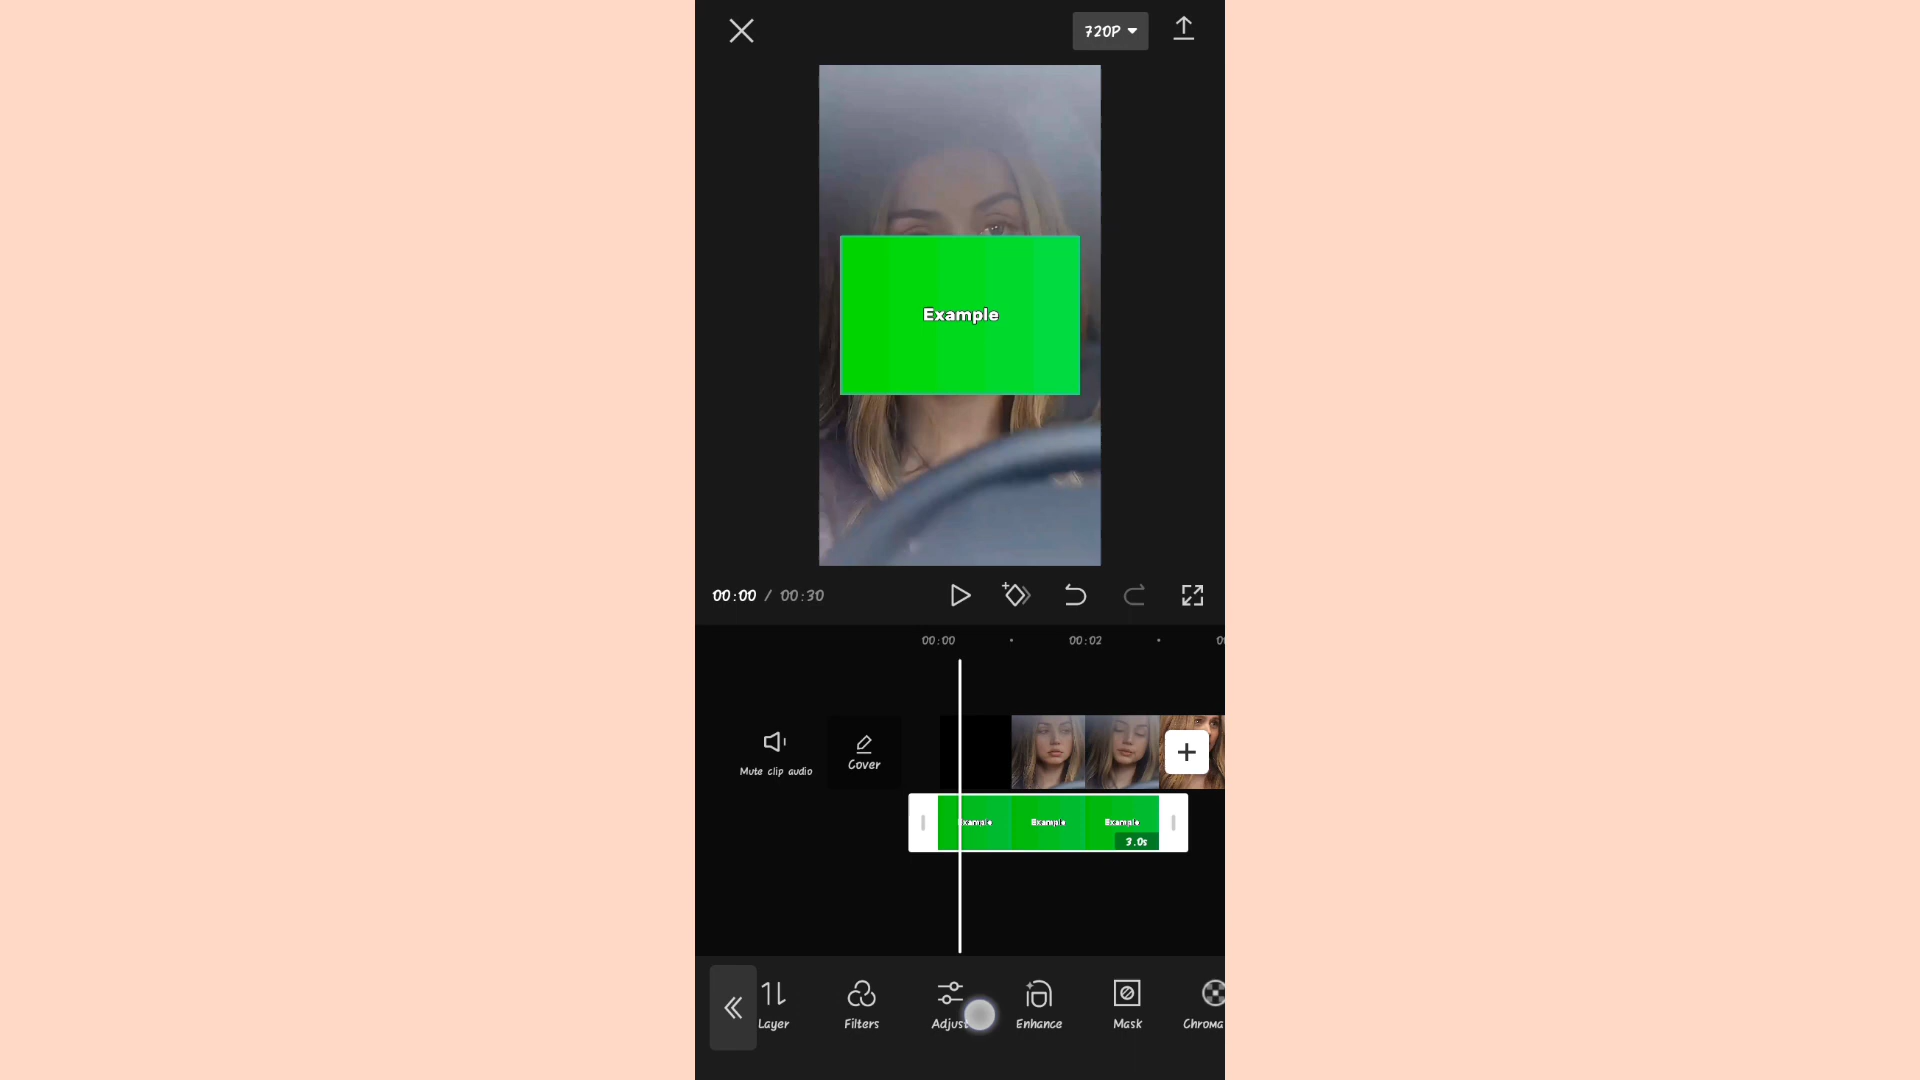 720P
Example
00:00 / 00:30
00:00
00:02
Mute clip audio
Cover
Example
Example
Example
3.0s
Layer
Filters
Adjust
Enhance
Mask
Chroma